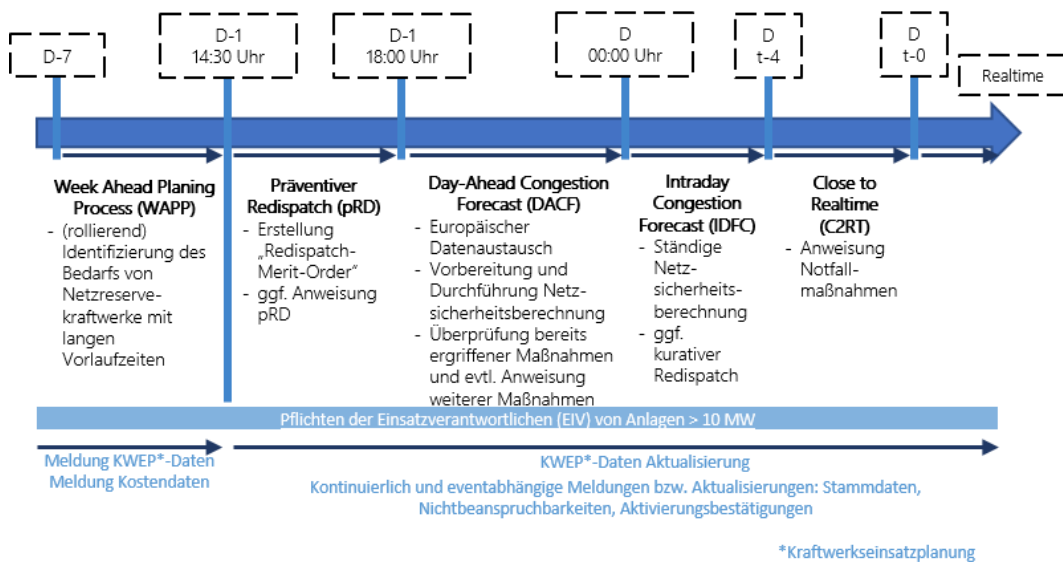 D-7
D-1
14:30 Uhr
D-1
18:00 Uhr
D
00:00 Uhr
D
t-4
D
t-0
Realtime
Week Ahead Planing
Process (WAPP)
- (rollierend)
Identifizierung des
Bedarfs von
Netzreserve-
kraftwerke mit
langen
Vorlaufzeiten
Präventiver
Redispatch (pRD)
- Erstellung
„Redispatch-
Merit-Order“
- ggf. Anweisung
pRD
Day-Ahead Congestion
Forecast (DACF)
- Europäischer
Datenaustausch
- Vorbereitung und
Durchführung Netz-
sicherheitsberechnung
- Überprüfung bereits
ergriffener Maßnahmen
und evtl. Anweisung
weiterer Maßnahmen
Intraday
Congestion
Forecast (IDFC)
- Ständige
Netz-
sicherheits-
berechnung
- ggf.
kurativer
Redispatch
Close to
Realtime
(C2RT)
- Anweisung
Notfall-
maßnahmen
Pflichten der Einsatzverantwortlichen (EIV) von Anlagen > 10 MW
Meldung KWEP*-Daten
Meldung Kostendaten
KWEP*-Daten Aktualisierung
Kontinuierlich und eventabhängige Meldungen bzw. Aktualisierungen: Stammdaten,
Nichtbeanspruchbarkeiten, Aktivierungsbestätigungen
*Kraftwerkseinsatzplanung